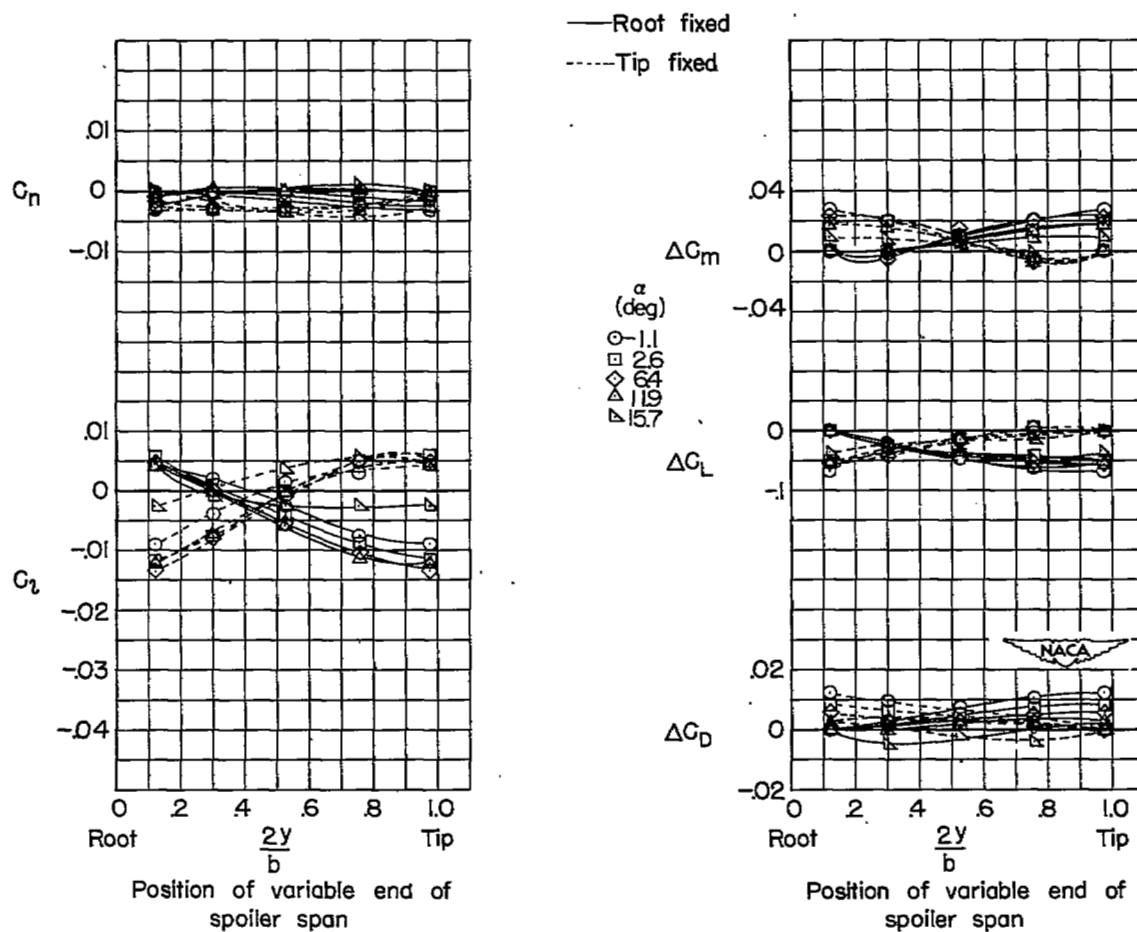 Root fixed
Tip fixed
.01
Cn 0
-.01
.01
0
-.01
Cl
-.02
-.03
-.04
0 .2 .4 .6 .8 1.0
Root 2y/b Tip
Position of variable end of
spoiler span
α
(deg)
-1.1
2.6
6.4
11.9
15.7
.04
ΔCm 0
-.04
0
ΔCL
-.1
NACA
.02
ΔCD 0
-.02
0 .2 .4 .6 .8 1.0
Root 2y/b Tip
Position of variable end of
spoiler span